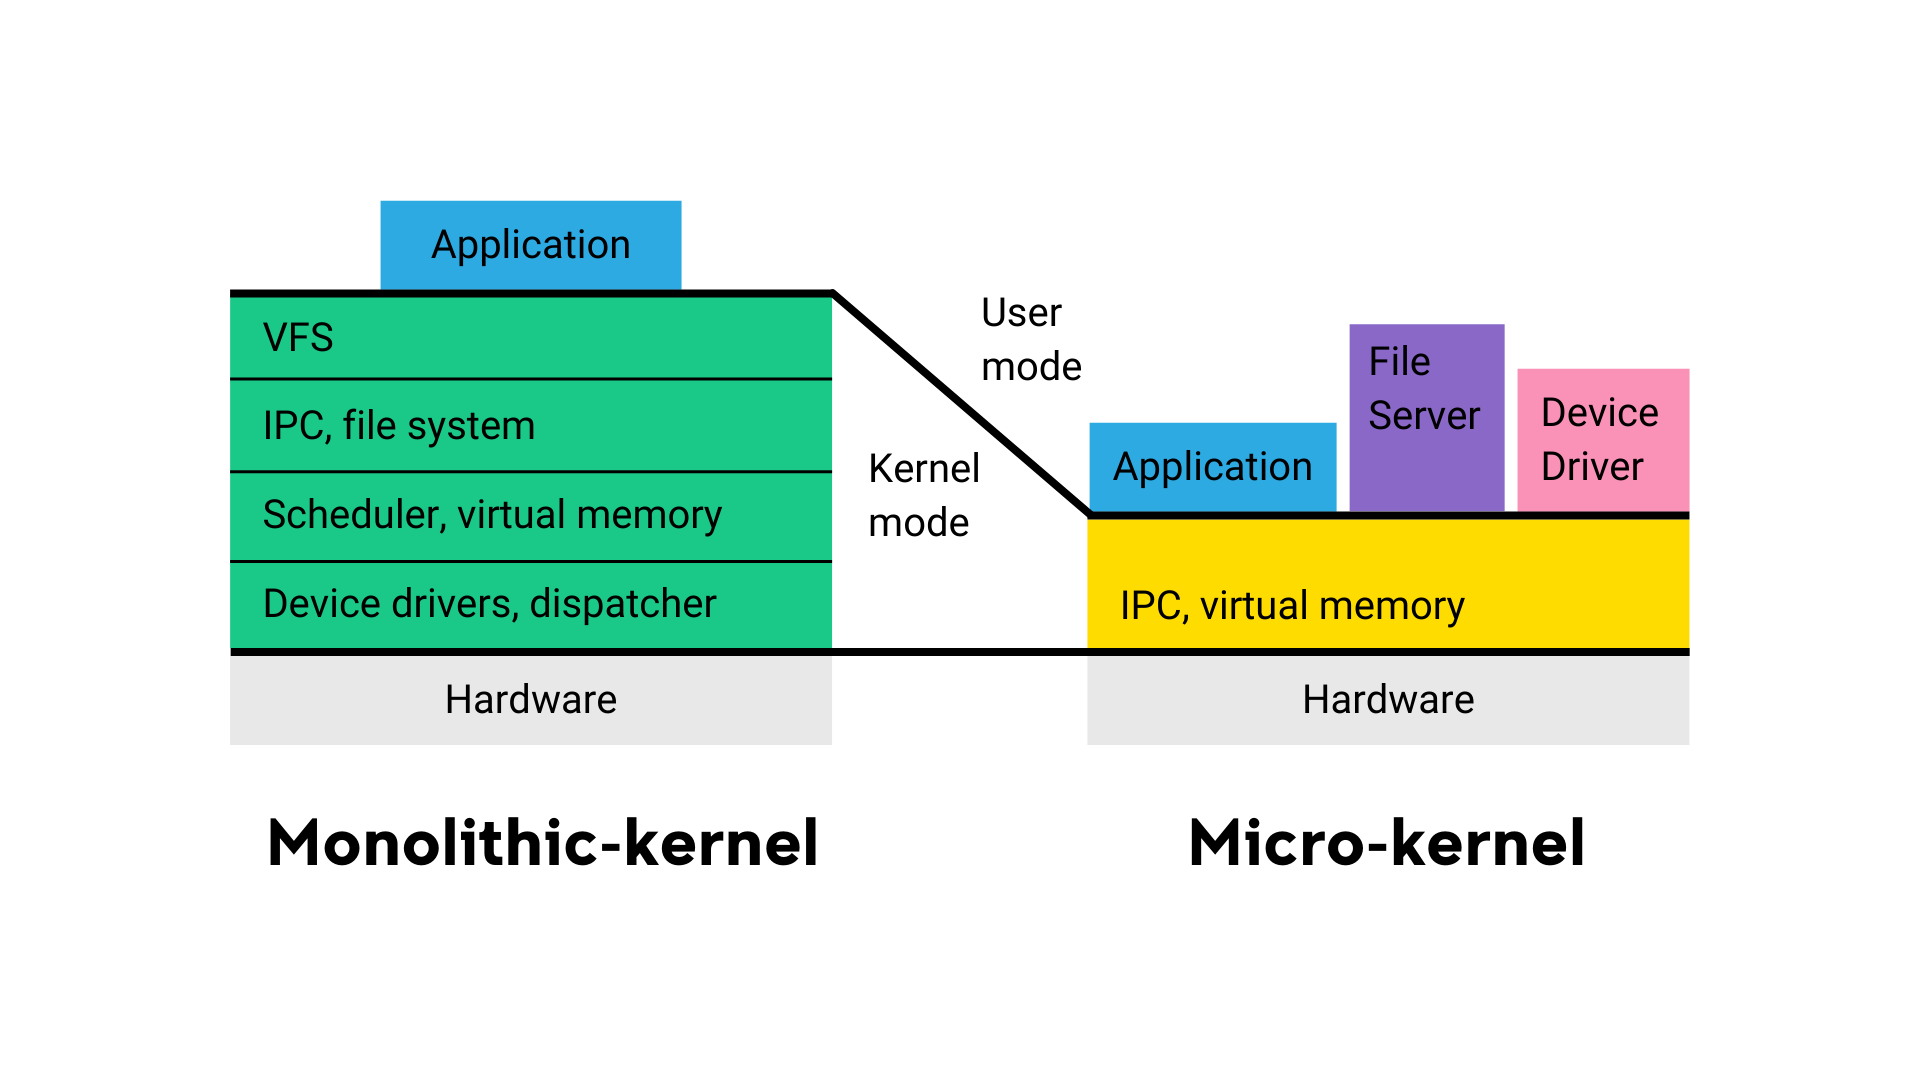 Application
VFS
IPC, file system
Scheduler, virtual memory
Device drivers, dispatcher
Hardware
User
mode
Kernel
mode
Application
File
Server
Device
Driver
IPC, virtual memory
Hardware
Monolithic-kernel
Micro-kernel